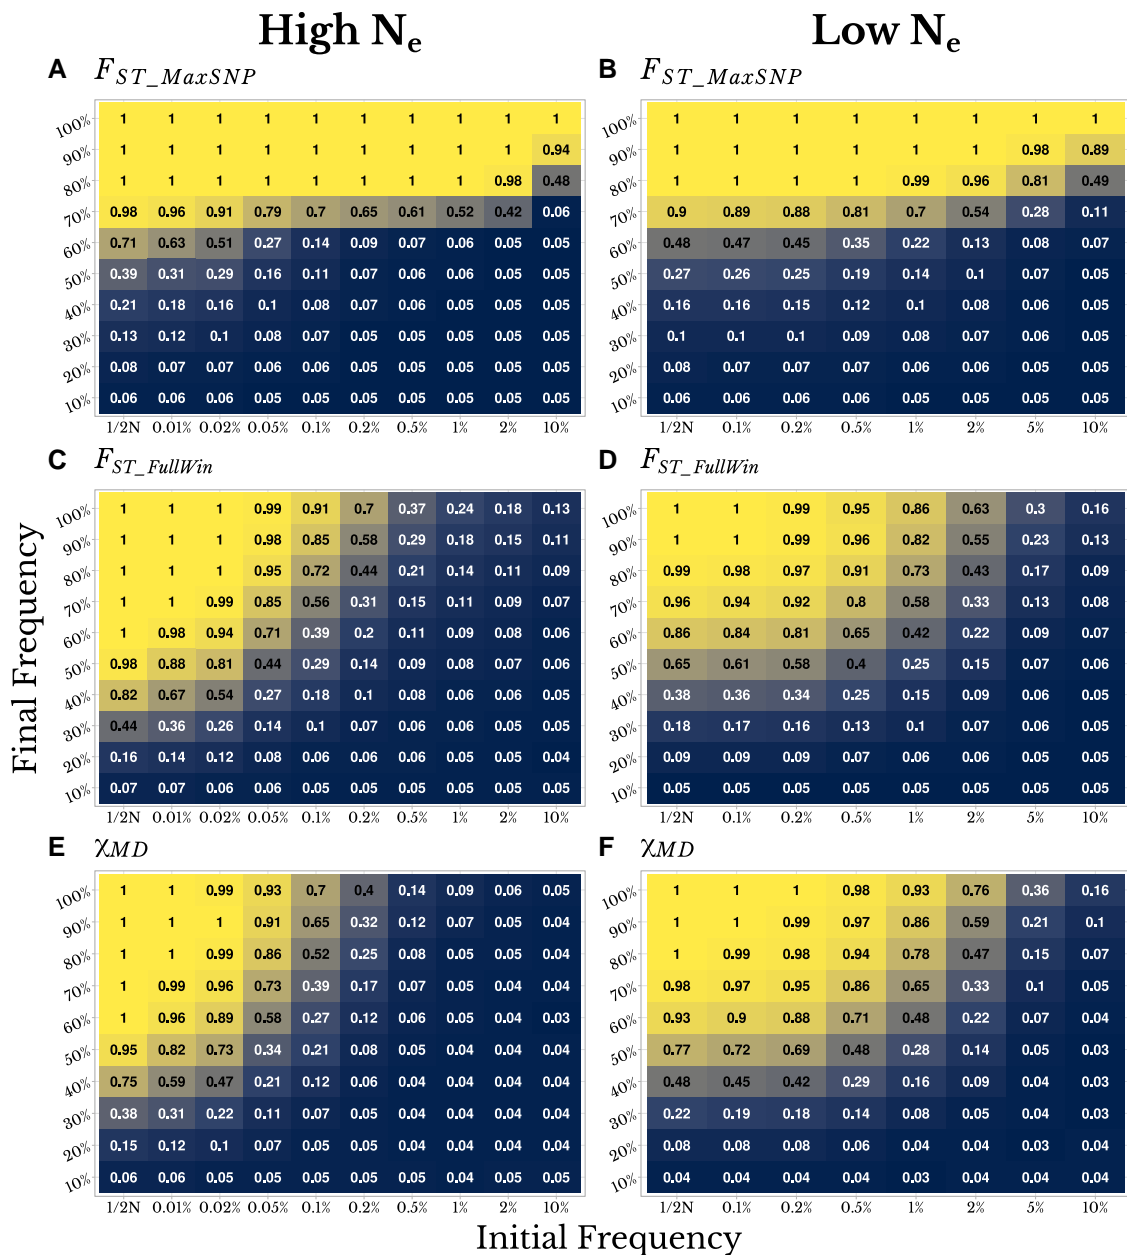 High Ne
Low Ne
A FST_MaxSNP
B FST_MaxSNP
100% 1 1 1 1 1 1 1 1 1 1
90% 1 1 1 1 1 1 1 1 1 0.94
80% 1 1 1 1 1 1 1 1 0.98 0.48
70% 0.98 0.96 0.91 0.79 0.7 0.65 0.61 0.52 0.42 0.06
60% 0.71 0.63 0.51 0.27 0.14 0.09 0.07 0.06 0.05 0.05
50% 0.39 0.31 0.29 0.16 0.11 0.07 0.06 0.06 0.05 0.05
40% 0.21 0.18 0.16 0.1 0.08 0.07 0.06 0.05 0.05 0.05
30% 0.13 0.12 0.1 0.08 0.07 0.05 0.05 0.05 0.05 0.05
20% 0.08 0.07 0.07 0.06 0.06 0.05 0.05 0.05 0.05 0.05
10% 0.06 0.06 0.06 0.05 0.05 0.05 0.05 0.05 0.05 0.05
1/2N 0.01% 0.02% 0.05% 0.1% 0.2% 0.5% 1% 2% 10%
100% 1 1 1 1 1 1 1 1
90% 1 1 1 1 1 1 0.98 0.89
80% 1 1 1 1 0.99 0.96 0.81 0.49
70% 0.9 0.89 0.88 0.81 0.7 0.54 0.28 0.11
60% 0.48 0.47 0.45 0.35 0.22 0.13 0.08 0.07
50% 0.27 0.26 0.25 0.19 0.14 0.1 0.07 0.05
40% 0.16 0.16 0.15 0.12 0.1 0.08 0.06 0.05
30% 0.1 0.1 0.1 0.09 0.08 0.07 0.06 0.05
20% 0.08 0.07 0.07 0.07 0.06 0.06 0.05 0.05
10% 0.06 0.06 0.06 0.06 0.05 0.05 0.05 0.05
1/2N 0.1% 0.2% 0.5% 1% 2% 5% 10%
C FST_FullWin
D FST_FullWin
100% 1 1 1 0.99 0.91 0.7 0.37 0.24 0.18 0.13
90% 1 1 1 0.98 0.85 0.58 0.29 0.18 0.15 0.11
80% 1 1 1 0.95 0.72 0.44 0.21 0.14 0.11 0.09
70% 1 1 0.99 0.85 0.56 0.31 0.15 0.11 0.09 0.07
60% 1 0.98 0.94 0.71 0.39 0.2 0.11 0.09 0.08 0.06
50% 0.98 0.88 0.81 0.44 0.29 0.14 0.09 0.08 0.07 0.06
40% 0.82 0.67 0.54 0.27 0.18 0.1 0.08 0.06 0.06 0.05
30% 0.44 0.36 0.26 0.14 0.1 0.07 0.06 0.06 0.05 0.05
20% 0.16 0.14 0.12 0.08 0.06 0.06 0.05 0.05 0.05 0.04
10% 0.07 0.07 0.06 0.06 0.05 0.05 0.05 0.05 0.05 0.05
1/2N 0.01% 0.02% 0.05% 0.1% 0.2% 0.5% 1% 2% 10%
100% 1 1 0.99 0.95 0.86 0.63 0.3 0.16
90% 1 1 0.99 0.96 0.82 0.55 0.23 0.13
80% 0.99 0.98 0.97 0.91 0.73 0.43 0.17 0.09
70% 0.96 0.94 0.92 0.8 0.58 0.33 0.13 0.08
60% 0.86 0.84 0.81 0.65 0.42 0.22 0.09 0.07
50% 0.65 0.61 0.58 0.4 0.25 0.15 0.07 0.06
40% 0.38 0.36 0.34 0.25 0.15 0.09 0.06 0.05
30% 0.18 0.17 0.16 0.13 0.1 0.07 0.06 0.05
20% 0.09 0.09 0.09 0.07 0.06 0.06 0.05 0.05
10% 0.05 0.05 0.05 0.05 0.05 0.05 0.05 0.05
1/2N 0.1% 0.2% 0.5% 1% 2% 5% 10%
E χMD
F χMD
100% 1 1 0.99 0.93 0.7 0.4 0.14 0.09 0.06 0.05
90% 1 1 1 0.91 0.65 0.32 0.12 0.07 0.05 0.04
80% 1 1 0.99 0.86 0.52 0.25 0.08 0.05 0.05 0.04
70% 1 0.99 0.96 0.73 0.39 0.17 0.07 0.05 0.04 0.04
60% 1 0.96 0.89 0.58 0.27 0.12 0.06 0.05 0.04 0.03
50% 0.95 0.82 0.73 0.34 0.21 0.08 0.05 0.04 0.04 0.04
40% 0.75 0.59 0.47 0.21 0.12 0.06 0.04 0.04 0.04 0.04
30% 0.38 0.31 0.22 0.11 0.07 0.05 0.04 0.04 0.04 0.04
20% 0.15 0.12 0.1 0.07 0.05 0.05 0.04 0.04 0.04 0.04
10% 0.06 0.06 0.05 0.05 0.05 0.04 0.04 0.04 0.05 0.05
1/2N 0.01% 0.02% 0.05% 0.1% 0.2% 0.5% 1% 2% 10%
100% 1 1 1 0.98 0.93 0.76 0.36 0.16
90% 1 1 0.99 0.97 0.86 0.59 0.21 0.1
80% 1 0.99 0.98 0.94 0.78 0.47 0.15 0.07
70% 0.98 0.97 0.95 0.86 0.65 0.33 0.1 0.05
60% 0.93 0.9 0.88 0.71 0.48 0.22 0.07 0.04
50% 0.77 0.72 0.69 0.48 0.28 0.14 0.05 0.03
40% 0.48 0.45 0.42 0.29 0.16 0.09 0.04 0.03
30% 0.22 0.19 0.18 0.14 0.08 0.05 0.04 0.03
20% 0.08 0.08 0.08 0.06 0.04 0.04 0.03 0.04
10% 0.04 0.04 0.04 0.04 0.03 0.04 0.04 0.04
1/2N 0.1% 0.2% 0.5% 1% 2% 5% 10%
Final Frequency
Initial Frequency